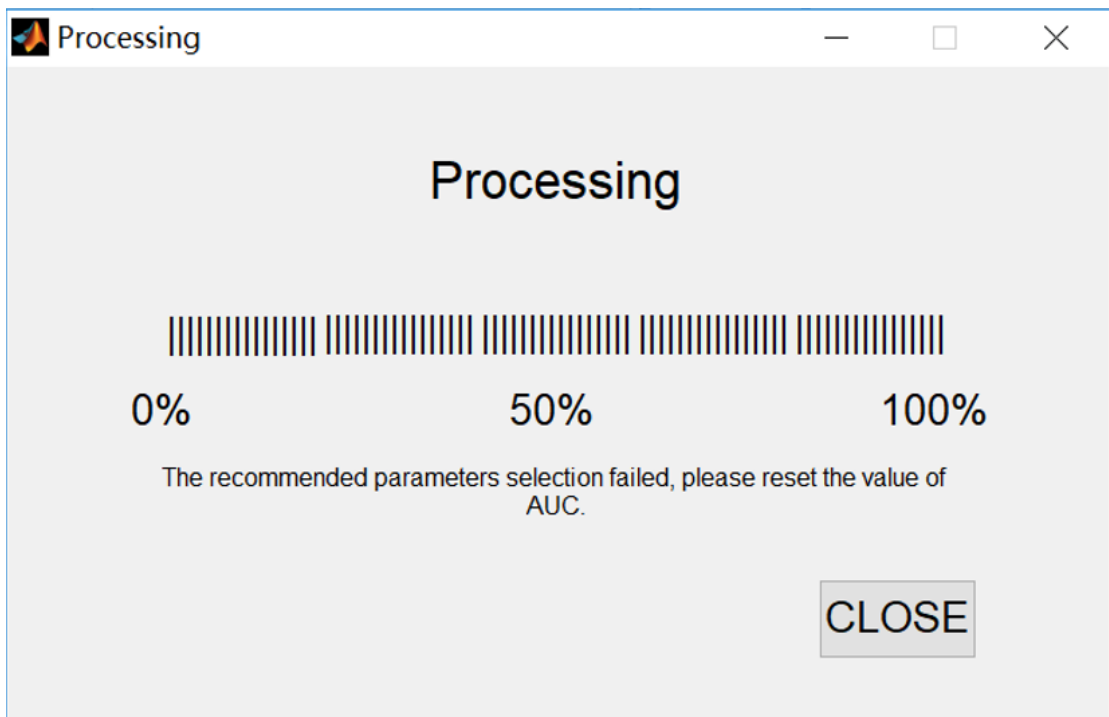 Processing
Processing
|||||||||||||||| |||||||||||||||| |||||||||||||||| |||||||||||||||| ||||||||||||||||
0% 50% 100%
The recommended parameters selection failed, please reset the value of
AUC.
CLOSE